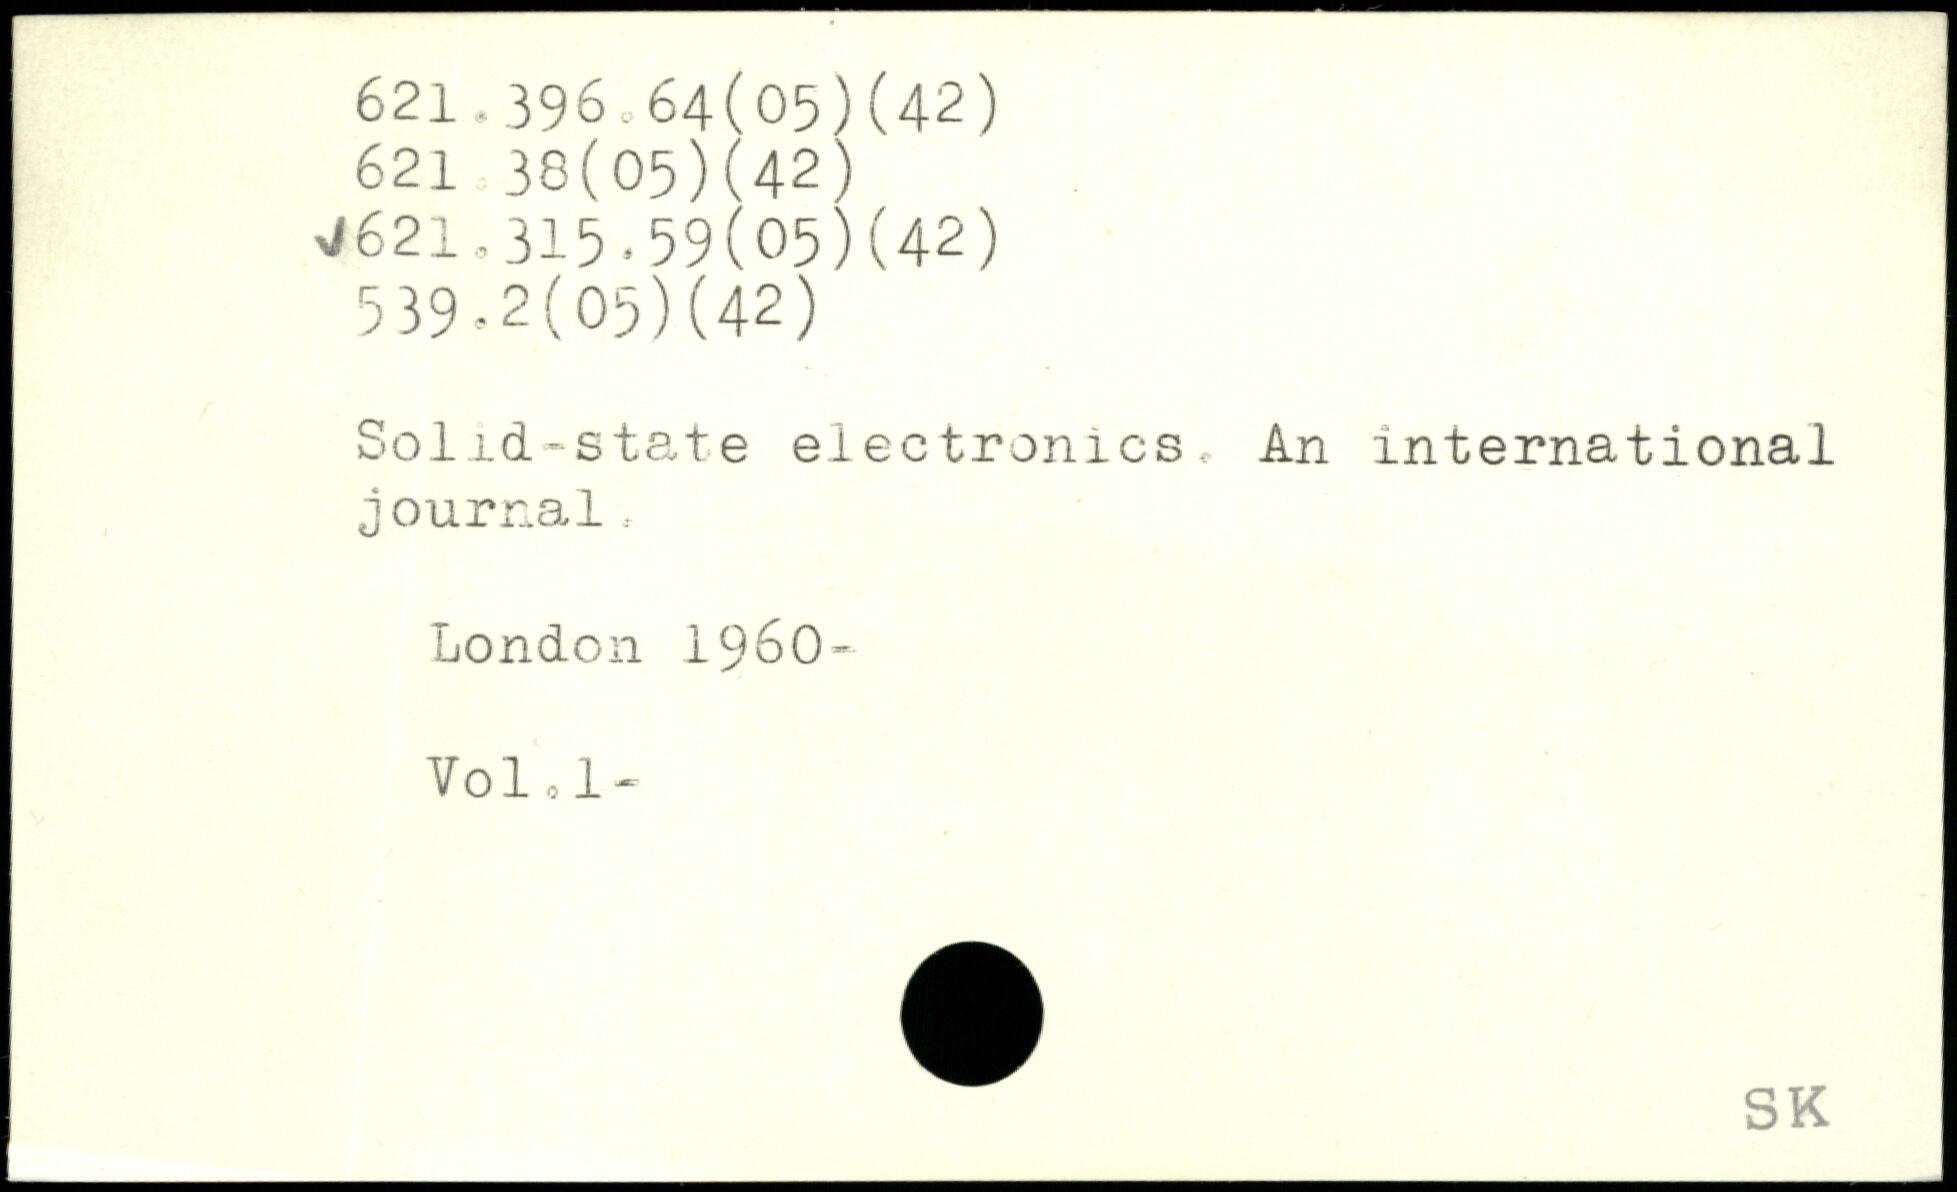 621.396.64(05)(42)
621.38(05)(42)
✓621.315.59(05)(42)
539.2(05)(42)
Solid-state electronics. An international
journal.
London 1960-
Vol.1-
SK